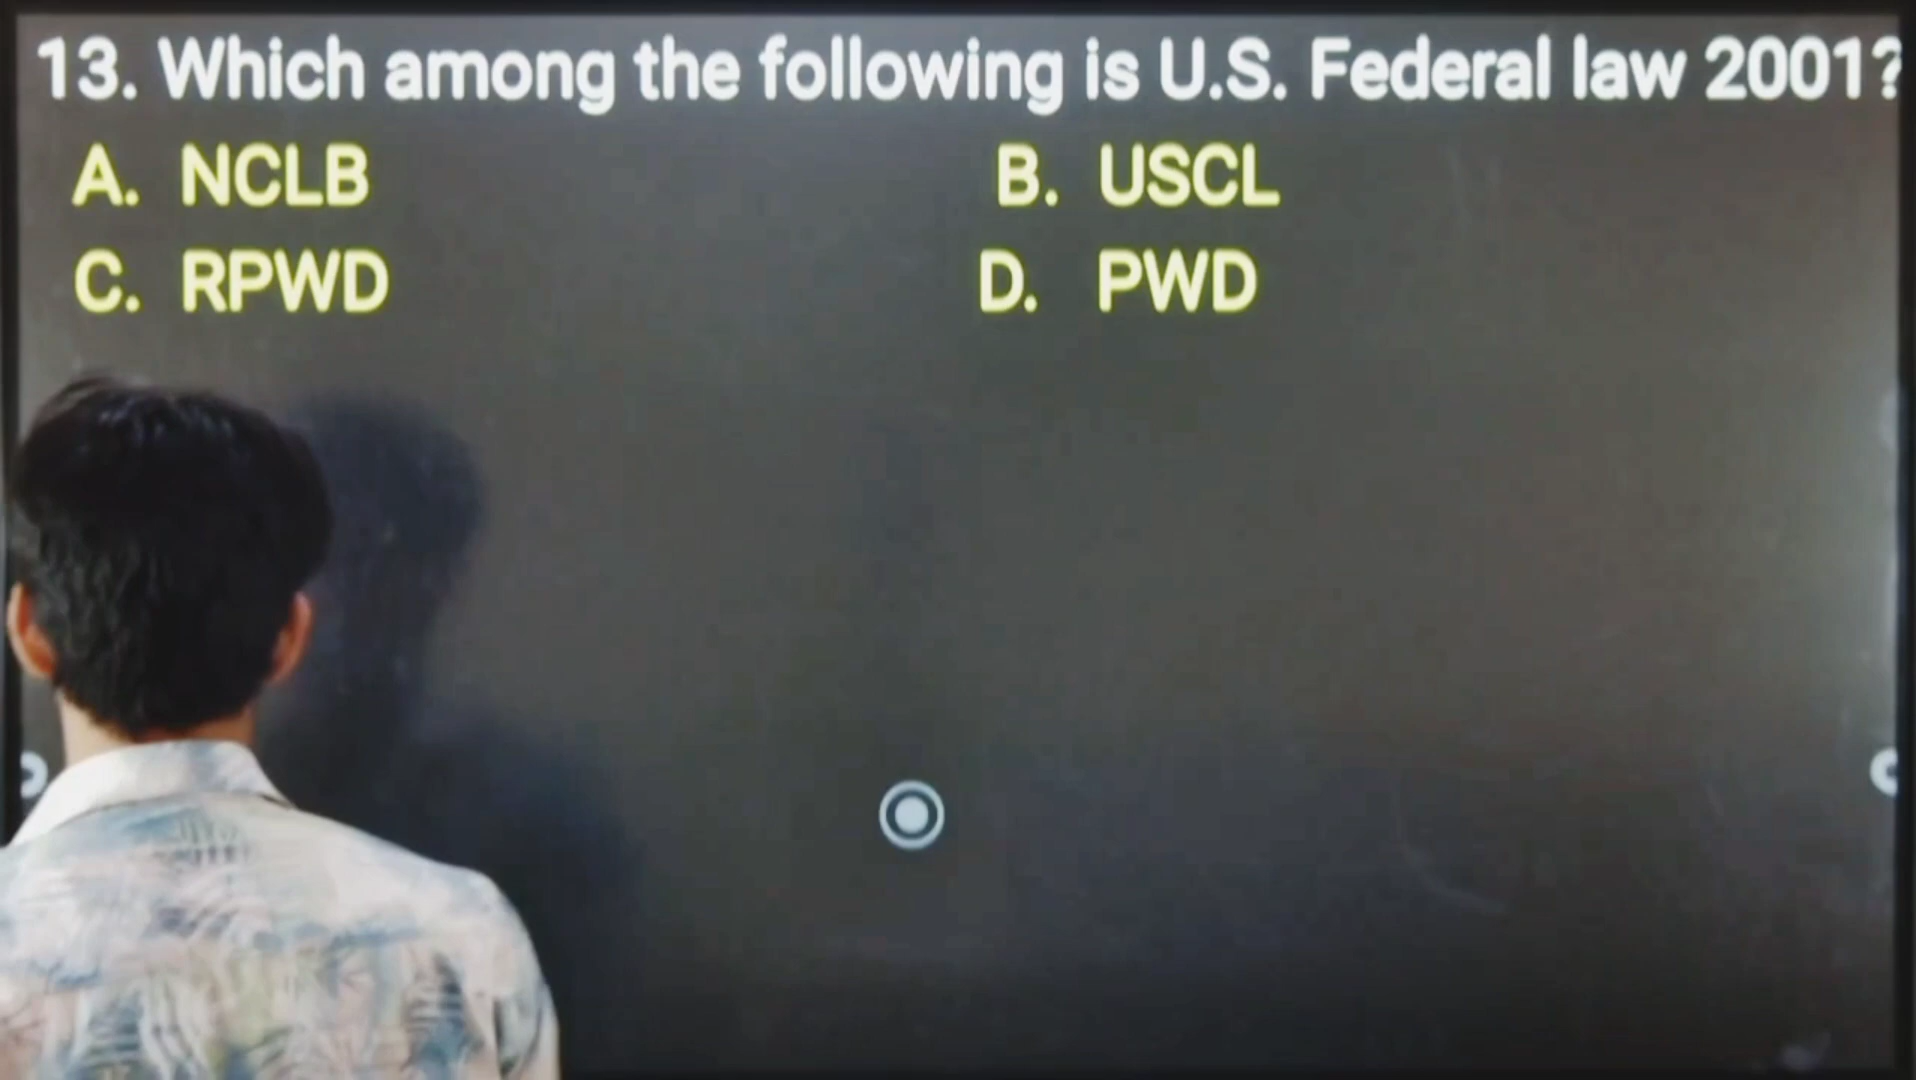 13. Which among the following is U.S. Federal law 2001?
A. NCLB B. USCL
C. RPWD D. PWD